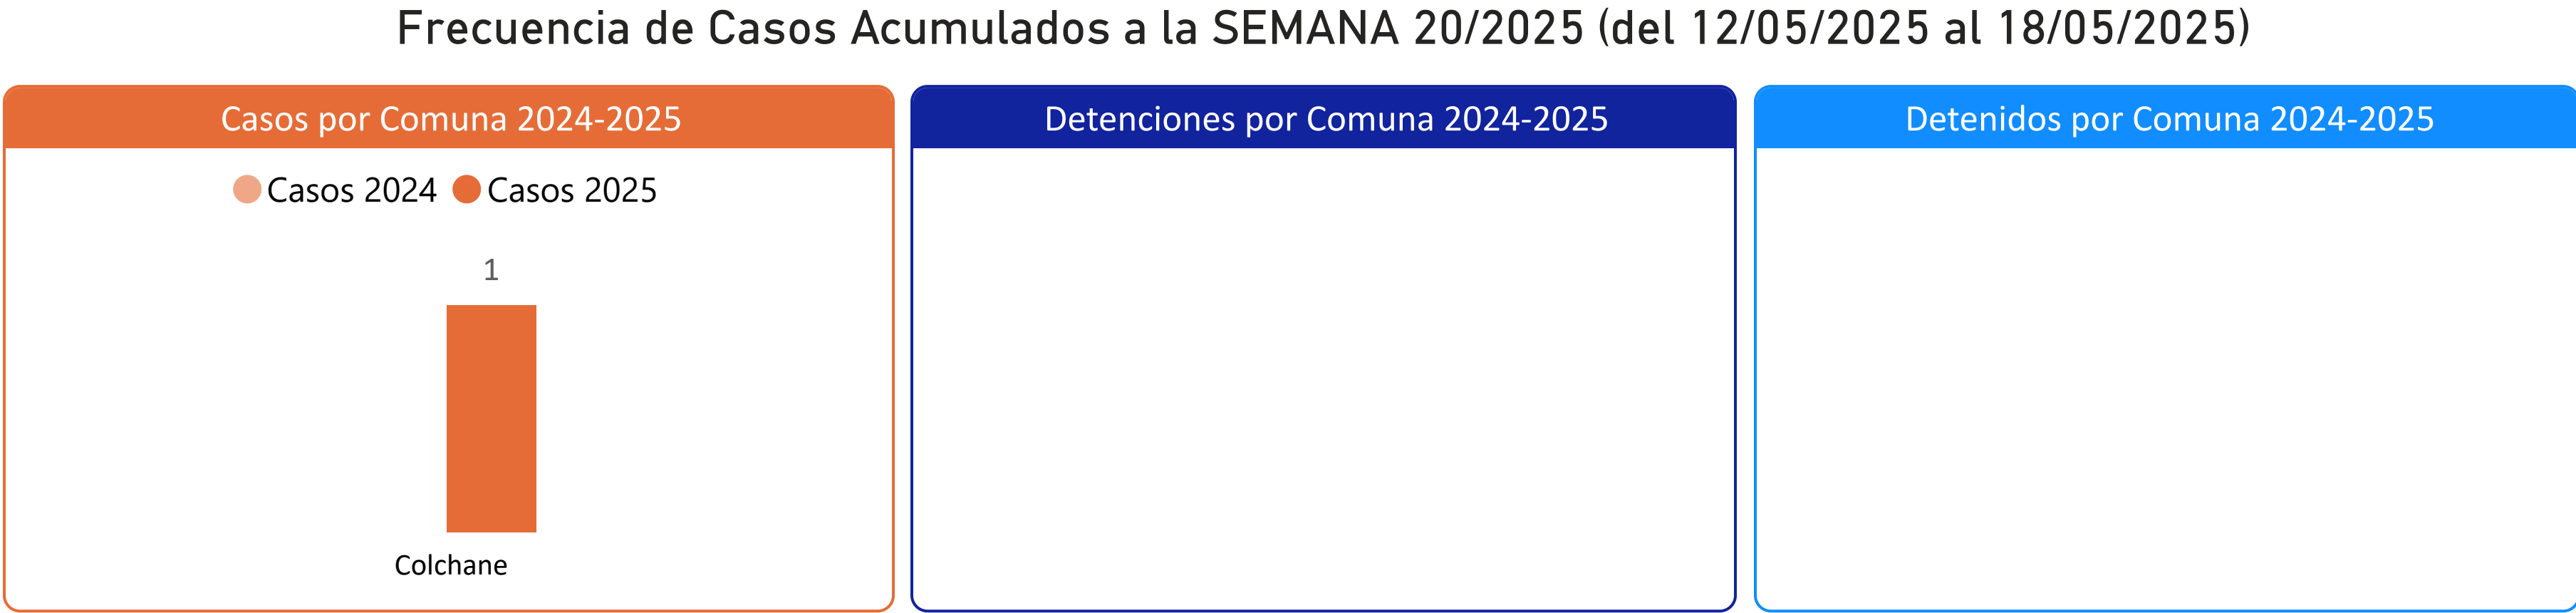 Frecuencia de Casos Acumulados a la SEMANA 20/2025 (del 12/05/2025 al 18/05/2025)
Casos por Comuna 2024-2025
Casos 2024 Casos 2025
1
Colchane
Detenciones por Comuna 2024-2025
Detenidos por Comuna 2024-2025